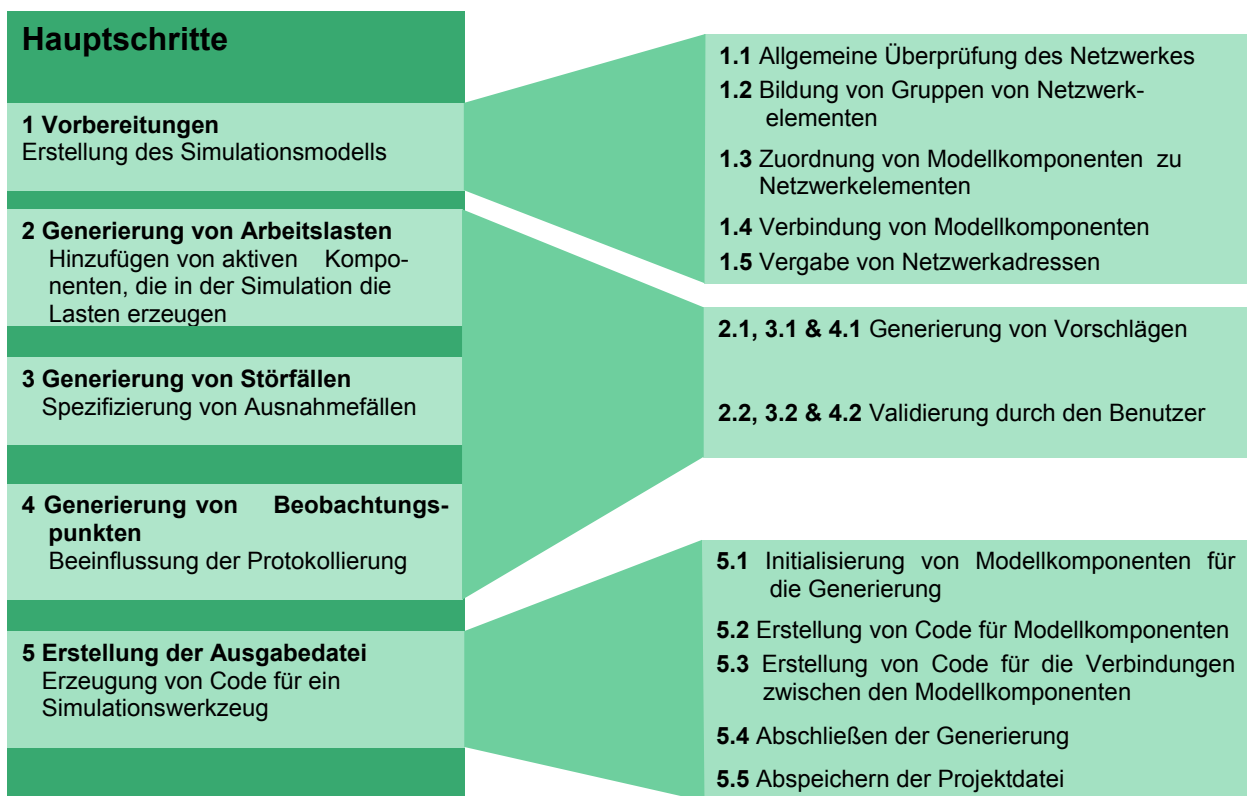 Hauptschritte
1 Vorbereitungen
Erstellung des Simulationsmodells
2 Generierung von Arbeitslasten
Hinzufügen von aktiven Kompo-
nenten, die in der Simulation die
Lasten erzeugen
3 Generierung von Störfällen
Spezifizierung von Ausnahmefällen
4 Generierung von Beobachtungs-
punkten
Beeinflussung der Protokollierung
5 Erstellung der Ausgabedatei
Erzeugung von Code für ein
Simulationswerkzeug
1.1 Allgemeine Überprüfung des Netzwerkes
1.2 Bildung von Gruppen von Netzwerk-
elementen
1.3 Zuordnung von Modellkomponenten zu
Netzwerkelementen
1.4 Verbindung von Modellkomponenten
1.5 Vergabe von Netzwerkadressen
2.1, 3.1 & 4.1 Generierung von Vorschlägen
2.2, 3.2 & 4.2 Validierung durch den Benutzer
5.1 Initialisierung von Modellkomponenten für
die Generierung
5.2 Erstellung von Code für Modellkomponenten
5.3 Erstellung von Code für die Verbindungen
zwischen den Modellkomponenten
5.4 Abschließen der Generierung
5.5 Abspeichern der Projektdatei